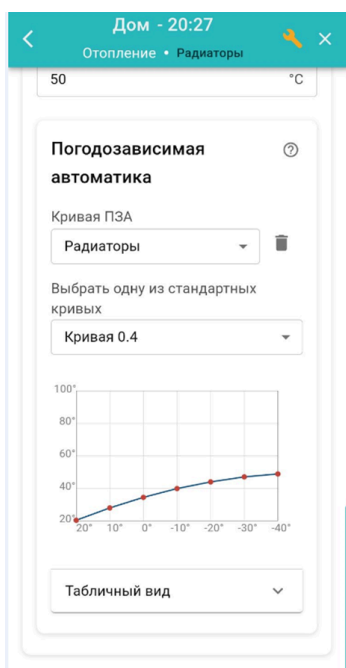 Дом - 20:27
Отопление • Радиаторы
50 °C
Погодозависимая
автоматика
Кривая ПЗА
Радиаторы
Выбрать одну из стандартных
кривых
Кривая 0.4
100°
80°
60°
40°
20°
20° 10° 0° -10° -20° -30° -40°
Табличный вид